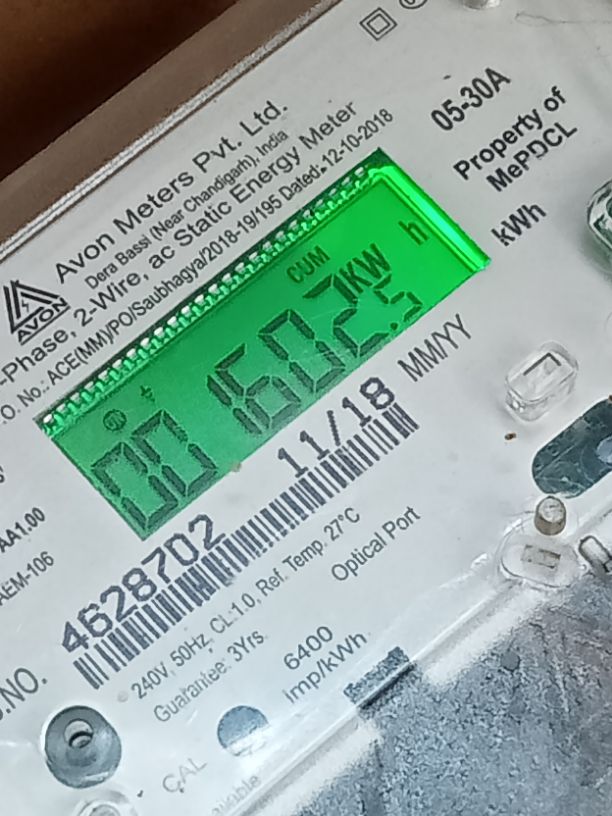 Avon Meters Pvt. Ltd.
Dera Bassi (Near Chandigarh), India
AVON
-Phase, 2-Wire, ac Static Energy Meter
.O. No.: ACE(MM)/PO/Saubhagya/2018-19/195 Dated: 12-10-2018
05-30A
Property of
MePDCL
kWh
CUM
KW h
001602.5
11/18 MM/YY
4628702
AA1.00
AEM-106
.NO.
240V, 50Hz, CL:1.0, Ref. Temp. 27°C
Guarantee: 3Yrs.
Optical Port
6400
imp/kWh
CAL